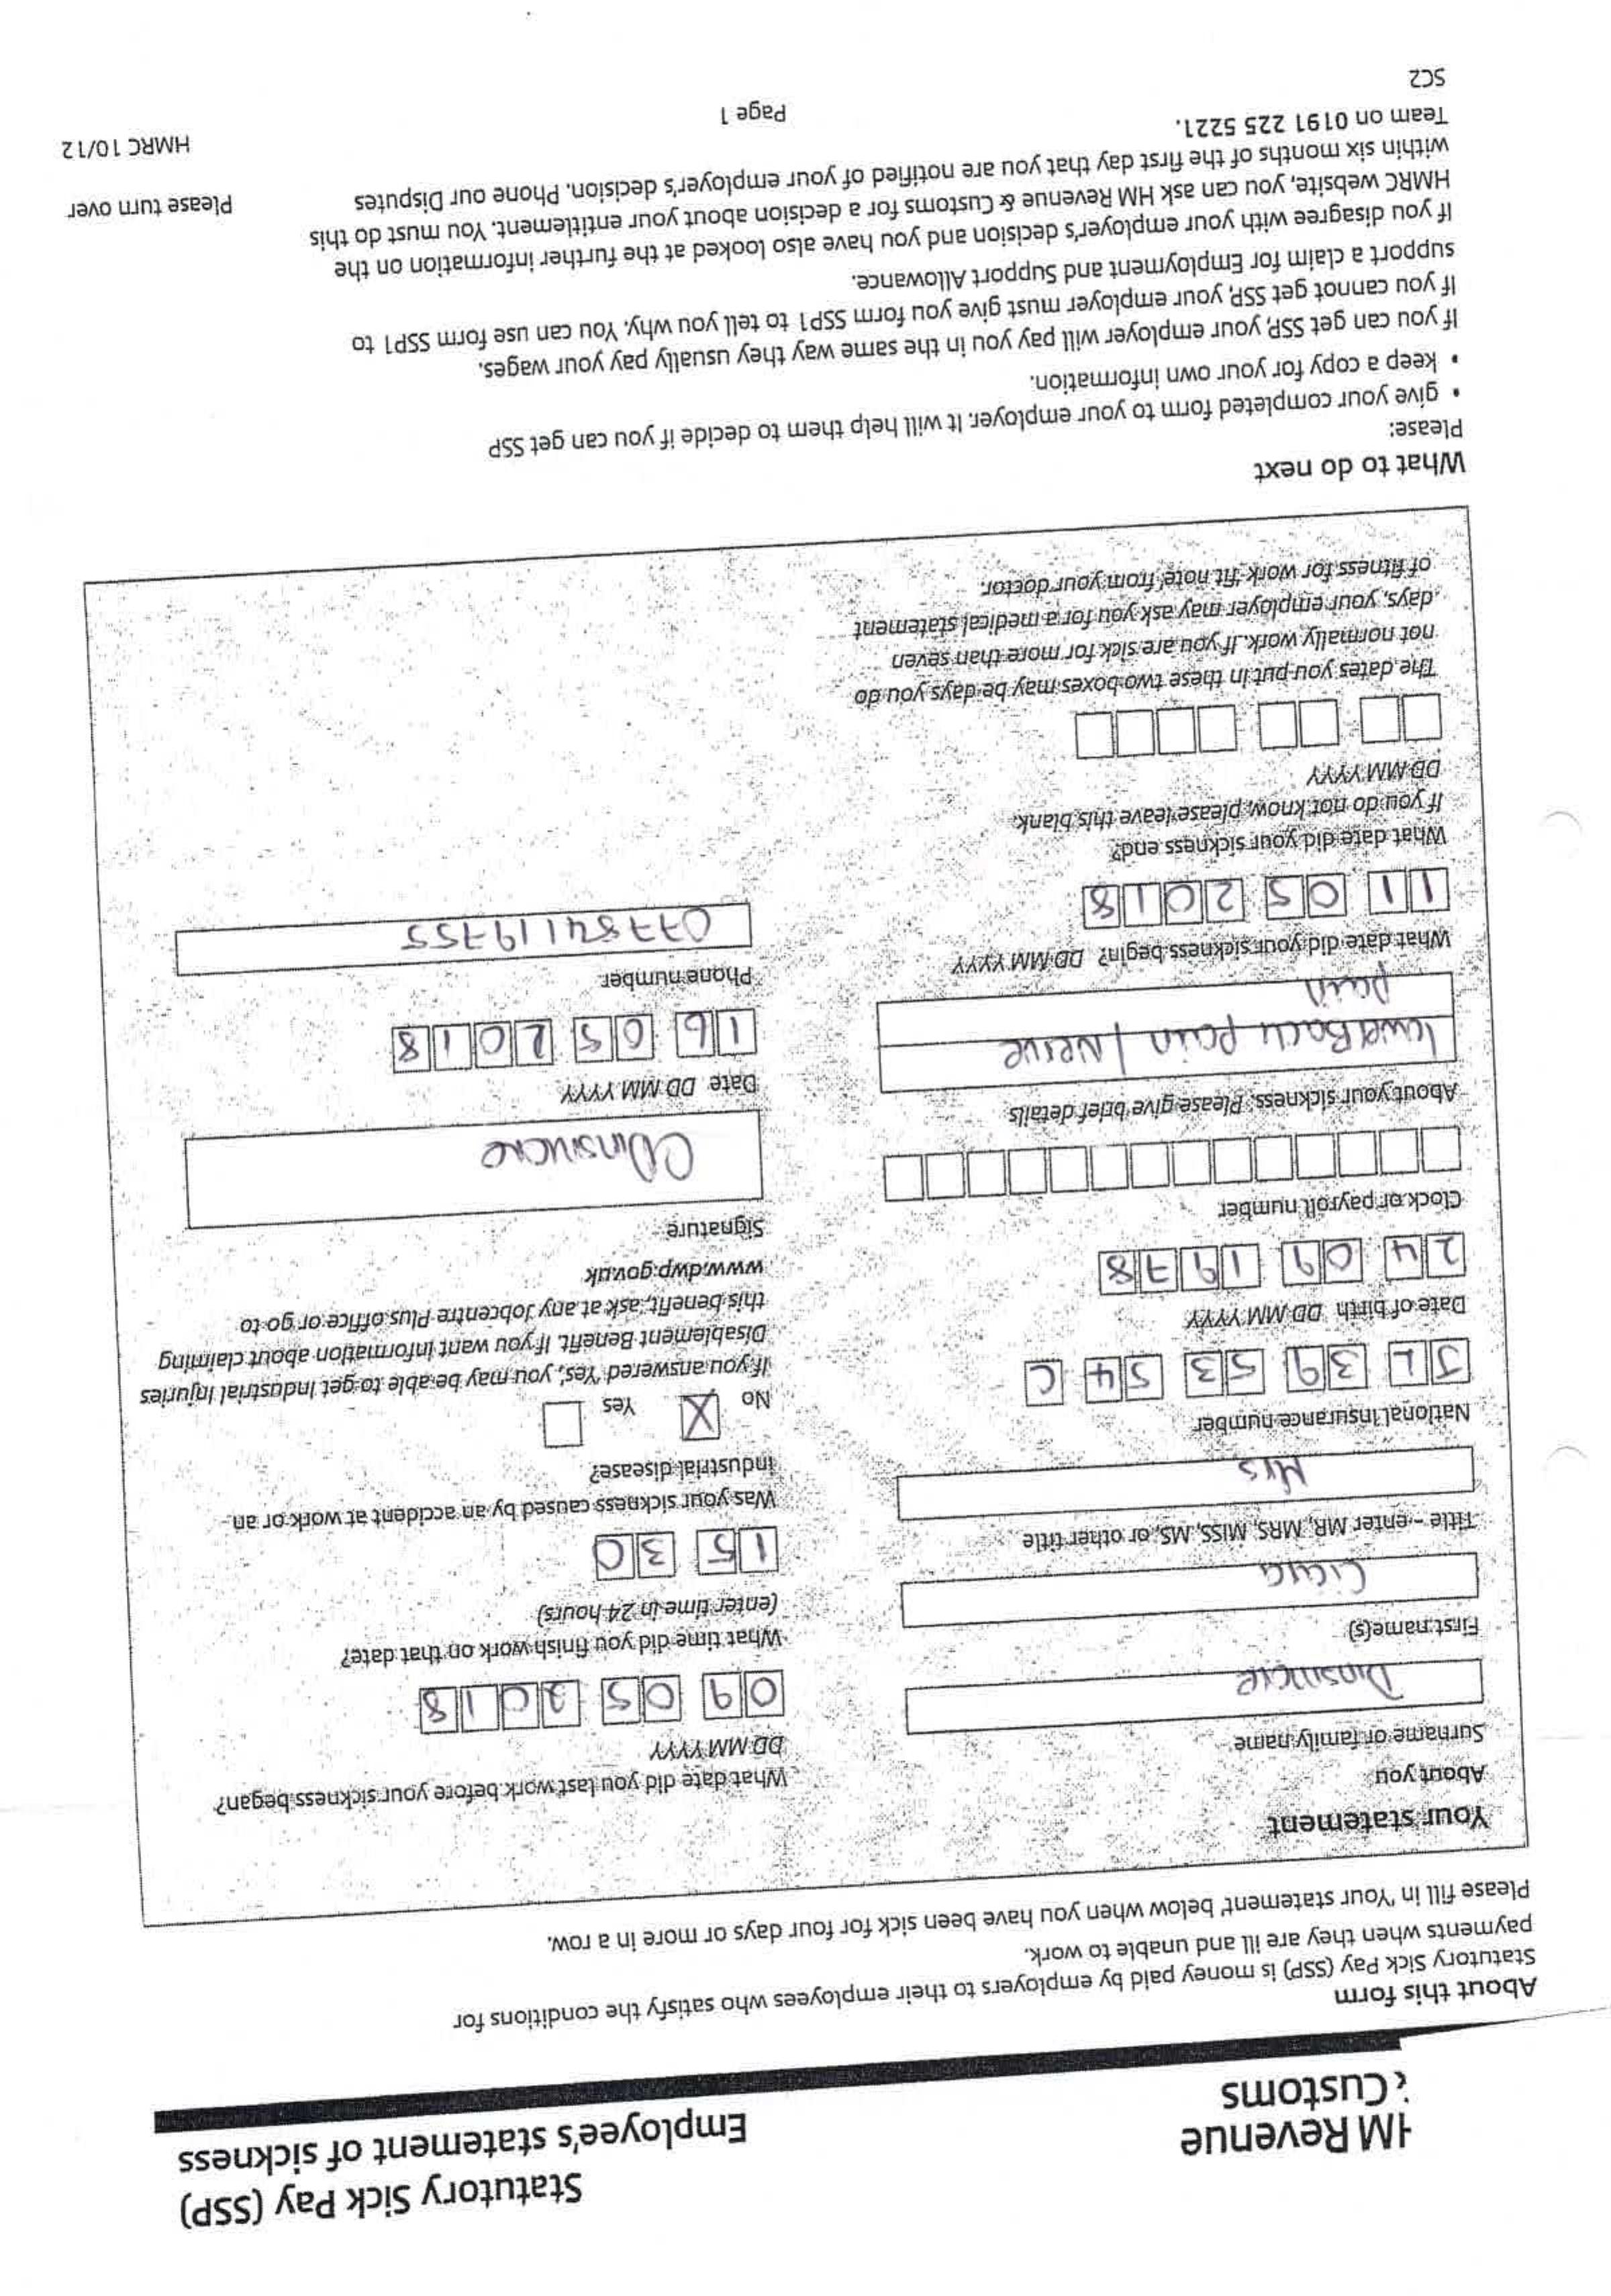 HM Revenue
& Customs
Statutory Sick Pay (SSP)
Employee's statement of sickness
About this form
Statutory Sick Pay (SSP) is money paid by employers to their employees who satisfy the conditions for
payments when they are ill and unable to work.
Please fill in 'Your statement' below when you have been sick for four days or more in a row.
Your statement
About you
Surname or family name
Dinsmore
First name(s)
Title – enter MR, MRS, MISS, MS, or other title
Mrs
National Insurance number
JL 39 53 54 C
Date of birth DD MM YYYY
24 09 1978
Clock or payroll number
About your sickness. Please give brief details
lower Back pain / Nerve
pain
What date did your sickness begin? DD MM YYYY
11 05 2018
What date did your sickness end?
If you do not know, please leave this blank.
DD MM YYYY
The dates you put in these two boxes may be days you do
not normally work. If you are sick for more than seven
days, your employer may ask you for a medical statement
of fitness for work 'fit note' from your doctor.
What date did you last work before your sickness began?
DD MM YYYY
09 05 2018
What time did you finish work on that date?
(enter time in 24 hours)
15 30
Was your sickness caused by an accident at work or an
industrial disease?
No X Yes
If you answered 'Yes', you may be able to get Industrial Injuries
Disablement Benefit. If you want information about claiming
this benefit, ask at any Jobcentre Plus office or go to
www.dwp.gov.uk
Signature
CDinsmore
Date DD MM YYYY
16 05 2018
Phone number
07784119755
What to do next
Please:
• give your completed form to your employer. It will help them to decide if you can get SSP
• keep a copy for your own information.
If you can get SSP, your employer will pay you in the same way they usually pay your wages.
If you cannot get SSP, your employer must give you form SSP1 to tell you why. You can use form SSP1 to
support a claim for Employment and Support Allowance.
If you disagree with your employer's decision and you have also looked at the further information on the
HMRC website, you can ask HM Revenue & Customs for a decision about your entitlement. You must do this
within six months of the first day that you are notified of your employer's decision. Phone our Disputes
Team on 0191 225 5221.
Please turn over
SC2
Page 1
HMRC 10/12